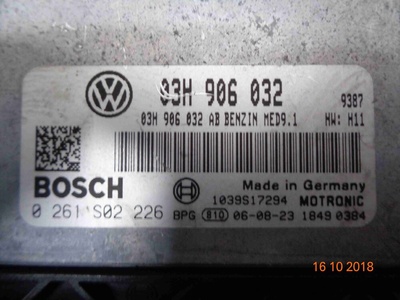 03H 906 032 9387
03H 906 032 AB BENZIN MED9.1 HW: H11
BOSCH
Made in Germany
1039S17294 MOTRONIC
0 261 S02 226 BPG 810 06-08-23 1849 0384
16 10 2018